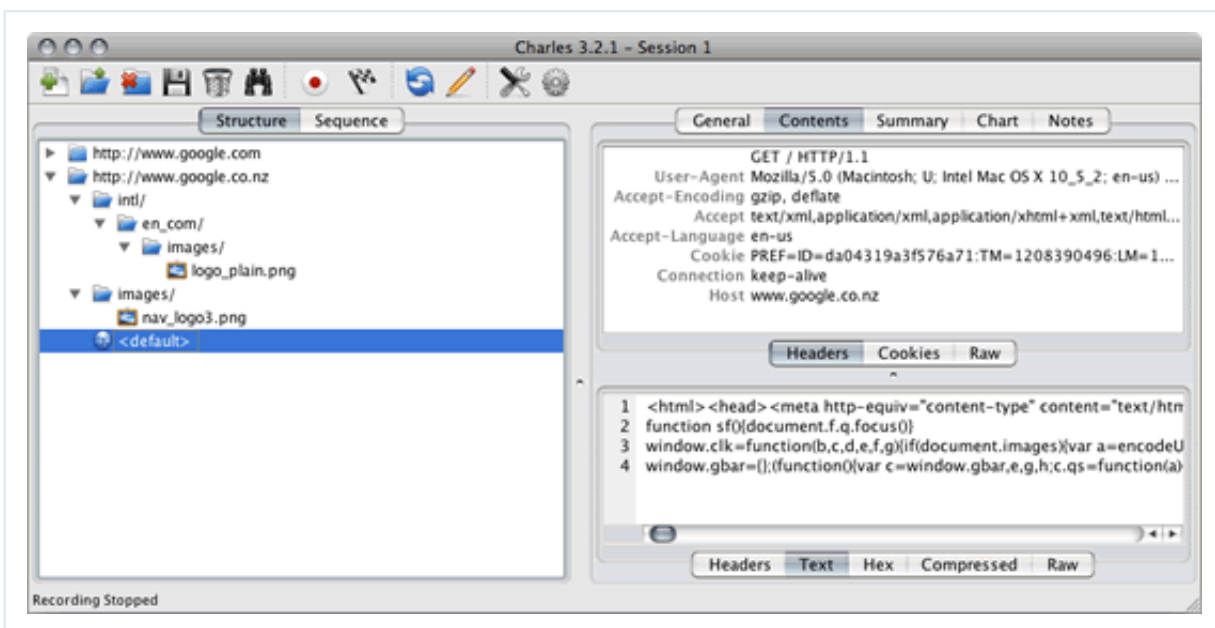 Charles 3.2.1 – Session 1
Structure Sequence
http://www.google.com
http://www.google.co.nz
intl/
en_com/
images/
logo_plain.png
images/
nav_logo3.png
<default>
General Contents Summary Chart Notes
GET / HTTP/1.1
User-Agent Mozilla/5.0 (Macintosh; U; Intel Mac OS X 10_5_2; en-us) ...
Accept-Encoding gzip, deflate
Accept text/xml,application/xml,application/xhtml+xml,text/html...
Accept-Language en-us
Cookie PREF=ID=da04319a3f576a71:TM=1208390496:LM=1...
Connection keep-alive
Host www.google.co.nz
Headers Cookies Raw
1 <html><head><meta http-equiv="content-type" content="text/htm
2 function sf(){document.f.q.focus()}
3 window.clk=function(b,c,d,e,f,g){if(document.images){var a=encodeU
4 window.gbar={};(function(){var c=window.gbar,e,g,h;c.qs=function(a)
Headers Text Hex Compressed Raw
Recording Stopped